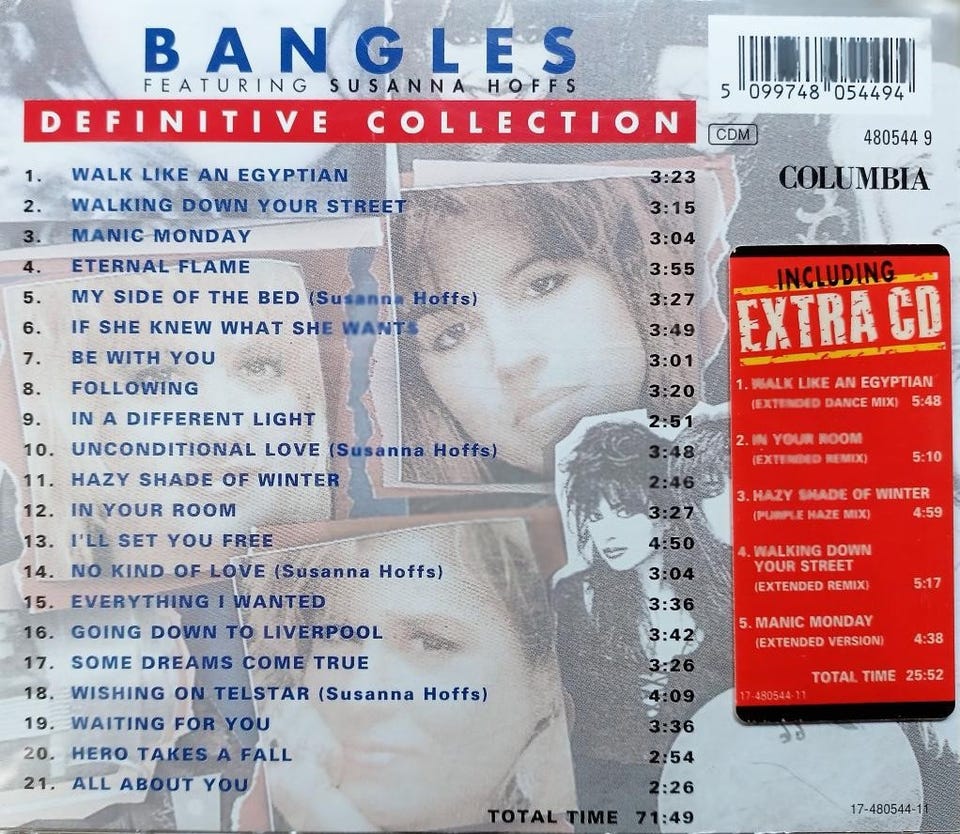 BANGLES
FEATURING SUSANNA HOFFS
DEFINITIVE COLLECTION
5 099748 054494
CDM 480544 9
COLUMBIA
1. WALK LIKE AN EGYPTIAN 3:23
2. WALKING DOWN YOUR STREET 3:15
3. MANIC MONDAY 3:04
4. ETERNAL FLAME 3:55
5. MY SIDE OF THE BED (Susanna Hoffs) 3:27
6. IF SHE KNEW WHAT SHE WANTS 3:49
7. BE WITH YOU 3:01
8. FOLLOWING 3:20
9. IN A DIFFERENT LIGHT 2:51
10. UNCONDITIONAL LOVE (Susanna Hoffs) 3:48
11. HAZY SHADE OF WINTER 2:46
12. IN YOUR ROOM 3:27
13. I'LL SET YOU FREE 4:50
14. NO KIND OF LOVE (Susanna Hoffs) 3:04
15. EVERYTHING I WANTED 3:36
16. GOING DOWN TO LIVERPOOL 3:42
17. SOME DREAMS COME TRUE 3:26
18. WISHING ON TELSTAR (Susanna Hoffs) 4:09
19. WAITING FOR YOU 3:36
20. HERO TAKES A FALL 2:54
21. ALL ABOUT YOU 2:26
TOTAL TIME 71:49
INCLUDING
EXTRA CD
1. WALK LIKE AN EGYPTIAN
(EXTENDED DANCE MIX) 5:48
2. IN YOUR ROOM
(EXTENDED REMIX) 5:10
3. HAZY SHADE OF WINTER
(PURPLE HAZE MIX) 4:59
4. WALKING DOWN
YOUR STREET
(EXTENDED REMIX) 5:17
5. MANIC MONDAY
(EXTENDED VERSION) 4:38
TOTAL TIME 25:52
17-480544-11
17-480544-11